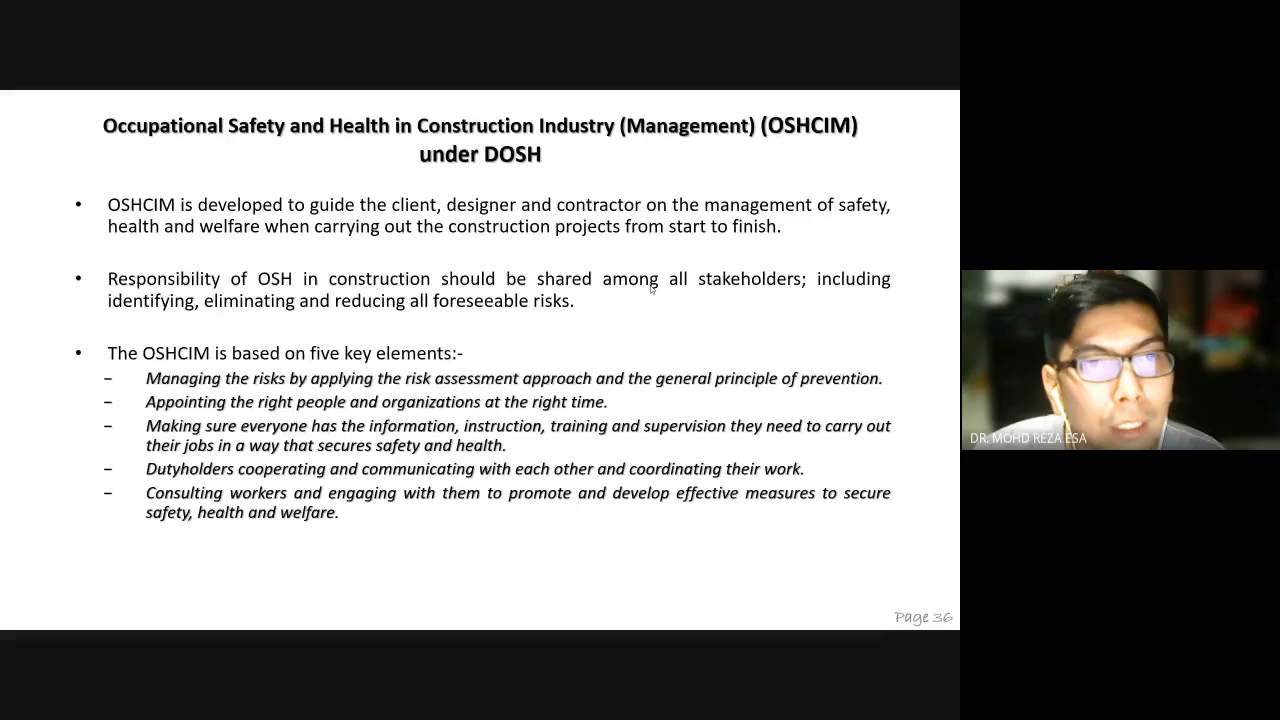 Occupational Safety and Health in Construction Industry (Management) (OSHCIM)
under DOSH
• OSHCIM is developed to guide the client, designer and contractor on the management of safety,
health and welfare when carrying out the construction projects from start to finish.
• Responsibility of OSH in construction should be shared among all stakeholders; including
identifying, eliminating and reducing all foreseeable risks.
• The OSHCIM is based on five key elements:-
– Managing the risks by applying the risk assessment approach and the general principle of prevention.
– Appointing the right people and organizations at the right time.
– Making sure everyone has the information, instruction, training and supervision they need to carry out
their jobs in a way that secures safety and health.
– Dutyholders cooperating and communicating with each other and coordinating their work.
– Consulting workers and engaging with them to promote and develop effective measures to secure
safety, health and welfare.
Page 36
DR. MOHD REZA ESA